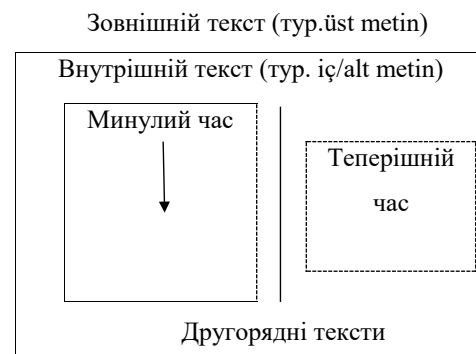 Зовнішній текст (тур.üst metin)
Внутрішній текст (тур. iç/alt metin)
Минулий час
Теперішній
час
Другорядні тексти